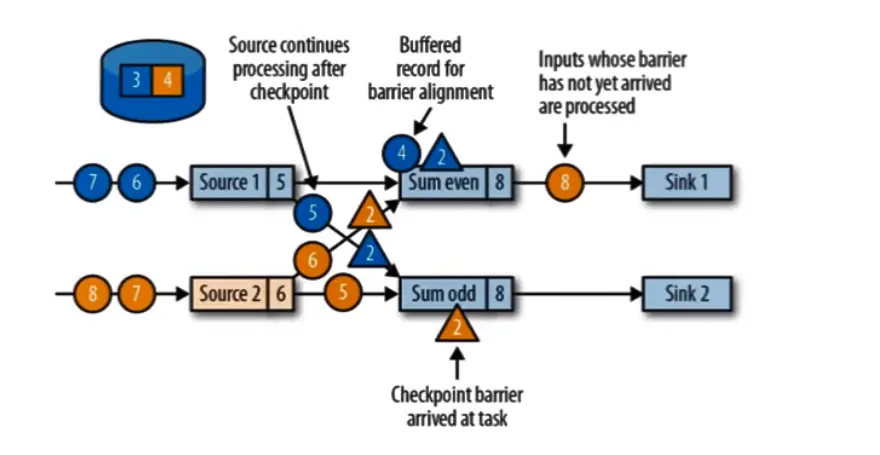 Source continues
processing after
checkpoint
Buffered
record for
barrier alignment
Inputs whose barrier
has not yet arrived
are processed
3 4
4 2
7 6 Source 1 5 Sum even 8 8 Sink 1
5 2
6 2
8 7 Source 2 6 5 Sum odd 8 Sink 2
2
Checkpoint barrier
arrived at task